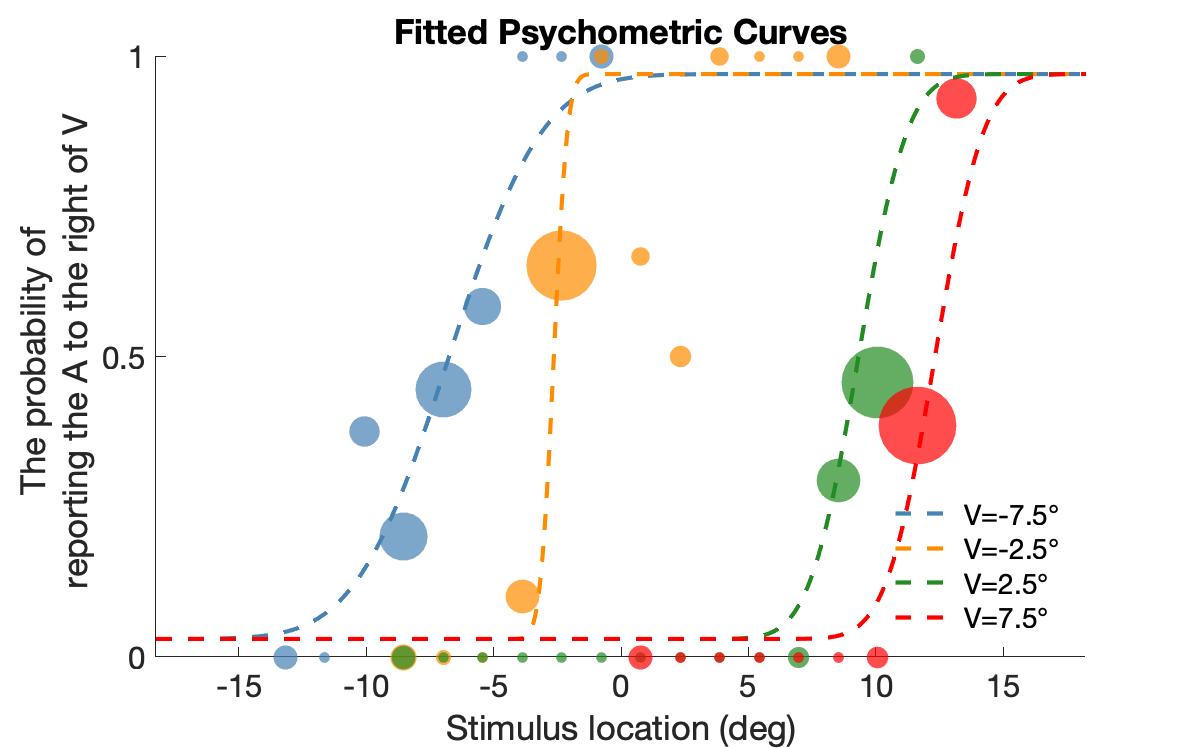 Fitted Psychometric Curves
The probability of
reporting the A to the right of V
1
0.5
0
-15
-10
-5
0
5
10
15
Stimulus location (deg)
V=-7.5°
V=-2.5°
V=2.5°
V=7.5°